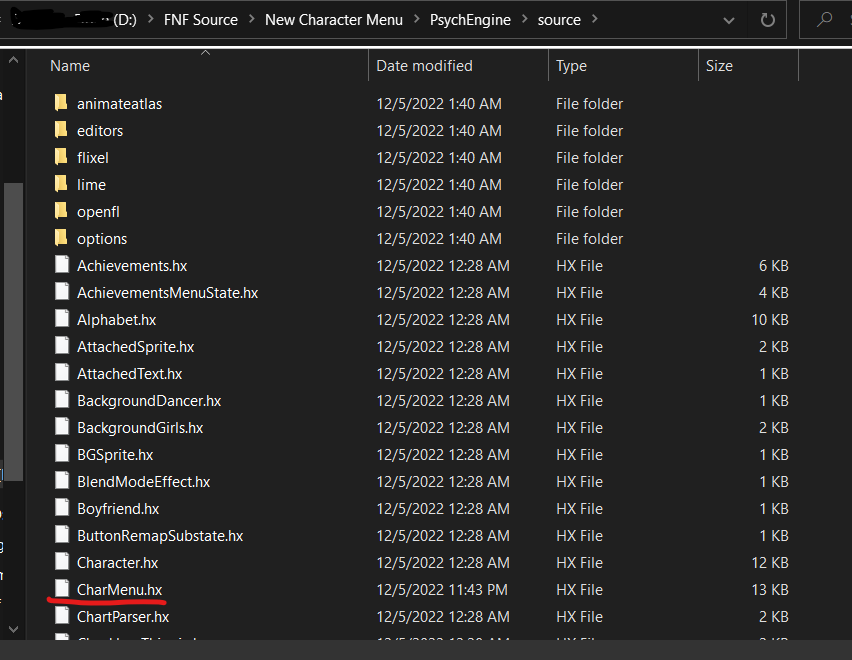 (D:) > FNF Source > New Character Menu > PsychEngine > source >
Name Date modified Type Size
animateatlas 12/5/2022 1:40 AM File folder
editors 12/5/2022 1:40 AM File folder
flixel 12/5/2022 1:40 AM File folder
lime 12/5/2022 1:40 AM File folder
openfl 12/5/2022 1:40 AM File folder
options 12/5/2022 1:40 AM File folder
Achievements.hx 12/5/2022 12:28 AM HX File 6 KB
AchievementsMenuState.hx 12/5/2022 12:28 AM HX File 4 KB
Alphabet.hx 12/5/2022 12:28 AM HX File 10 KB
AttachedSprite.hx 12/5/2022 12:28 AM HX File 2 KB
AttachedText.hx 12/5/2022 12:28 AM HX File 1 KB
BackgroundDancer.hx 12/5/2022 12:28 AM HX File 1 KB
BackgroundGirls.hx 12/5/2022 12:28 AM HX File 2 KB
BGSprite.hx 12/5/2022 12:28 AM HX File 1 KB
BlendModeEffect.hx 12/5/2022 12:28 AM HX File 1 KB
Boyfriend.hx 12/5/2022 12:28 AM HX File 1 KB
ButtonRemapSubstate.hx 12/5/2022 12:28 AM HX File 1 KB
Character.hx 12/5/2022 12:28 AM HX File 12 KB
CharMenu.hx 12/5/2022 11:43 PM HX File 13 KB
ChartParser.hx 12/5/2022 12:28 AM HX File 2 KB